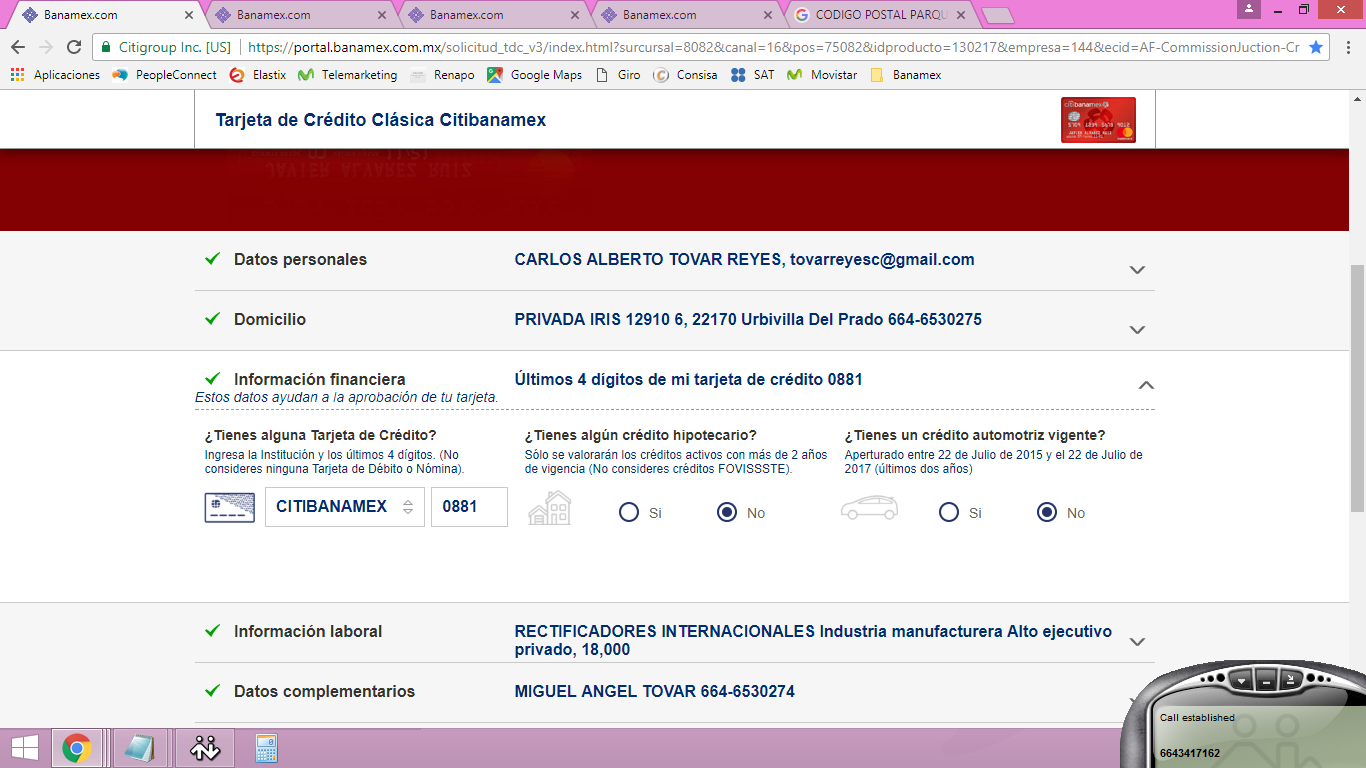 Banamex.com
Banamex.com
Banamex.com
Banamex.com
CODIGO POSTAL PARQU
Citigroup Inc. [US]
https://portal.banamex.com.mx/solicitud_tdc_v3/index.html?surcursal=8082&canal=16&pos=75082&idproducto=130217&empresa=144&ecid=AF-CommissionJuction-Cr
Aplicaciones
PeopleConnect
Elastix
Telemarketing
Renapo
Google Maps
Giro
Consisa
SAT
Movistar
Banamex
Tarjeta de Crédito Clásica Citibanamex
citibanamex
JAVIER ALVAREZ RUIZ
Datos personales
CARLOS ALBERTO TOVAR REYES, tovarreyesc@gmail.com
Domicilio
PRIVADA IRIS 12910 6, 22170 Urbivilla Del Prado 664-6530275
Información financiera
Últimos 4 dígitos de mi tarjeta de crédito 0881
Estos datos ayudan a la aprobación de tu tarjeta.
¿Tienes alguna Tarjeta de Crédito?
Ingresa la Institución y los últimos 4 dígitos. (No
consideres ninguna Tarjeta de Débito o Nómina).
CITIBANAMEX
0881
¿Tienes algún crédito hipotecario?
Sólo se valorarán los créditos activos con más de 2 años
de vigencia (No consideres créditos FOVISSSTE).
Si
No
¿Tienes un crédito automotriz vigente?
Aperturado entre 22 de Julio de 2015 y el 22 de Julio de
2017 (últimos dos años)
Si
No
Información laboral
RECTIFICADORES INTERNACIONALES Industria manufacturera Alto ejecutivo
privado, 18,000
Datos complementarios
MIGUEL ANGEL TOVAR 664-6530274
Call established
6643417162